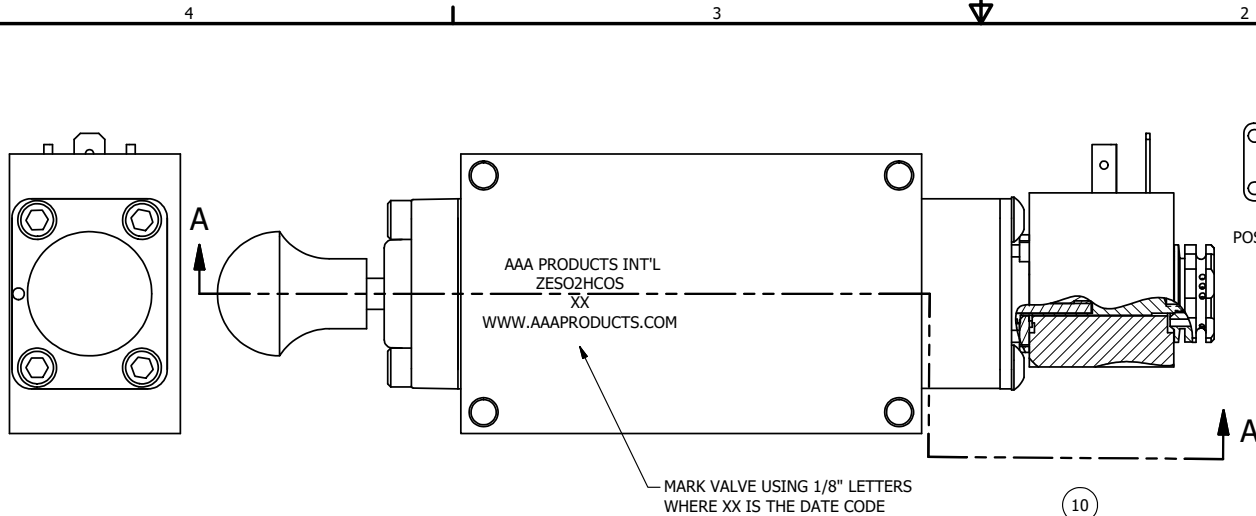 4 3 2
A
POS
AAA PRODUCTS INT'L
ZESO2HCOS
XX
WWW.AAAPRODUCTS.COM
A
MARK VALVE USING 1/8" LETTERS
WHERE XX IS THE DATE CODE
10